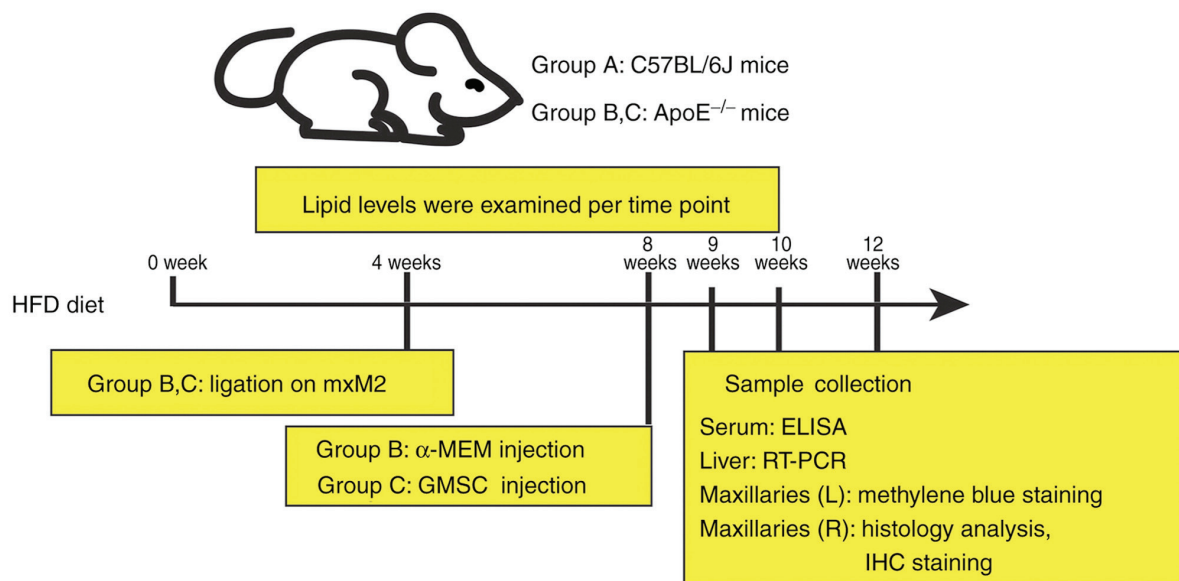 Group A: C57BL/6J mice
Group B,C: ApoE−/− mice
Lipid levels were examined per time point
0 week
4 weeks
8
weeks
9
weeks
10
weeks
12
weeks
HFD diet
Group B,C: ligation on mxM2
Group B: α-MEM injection
Group C: GMSC injection
Sample collection
Serum: ELISA
Liver: RT-PCR
Maxillaries (L): methylene blue staining
Maxillaries (R): histology analysis,
IHC staining